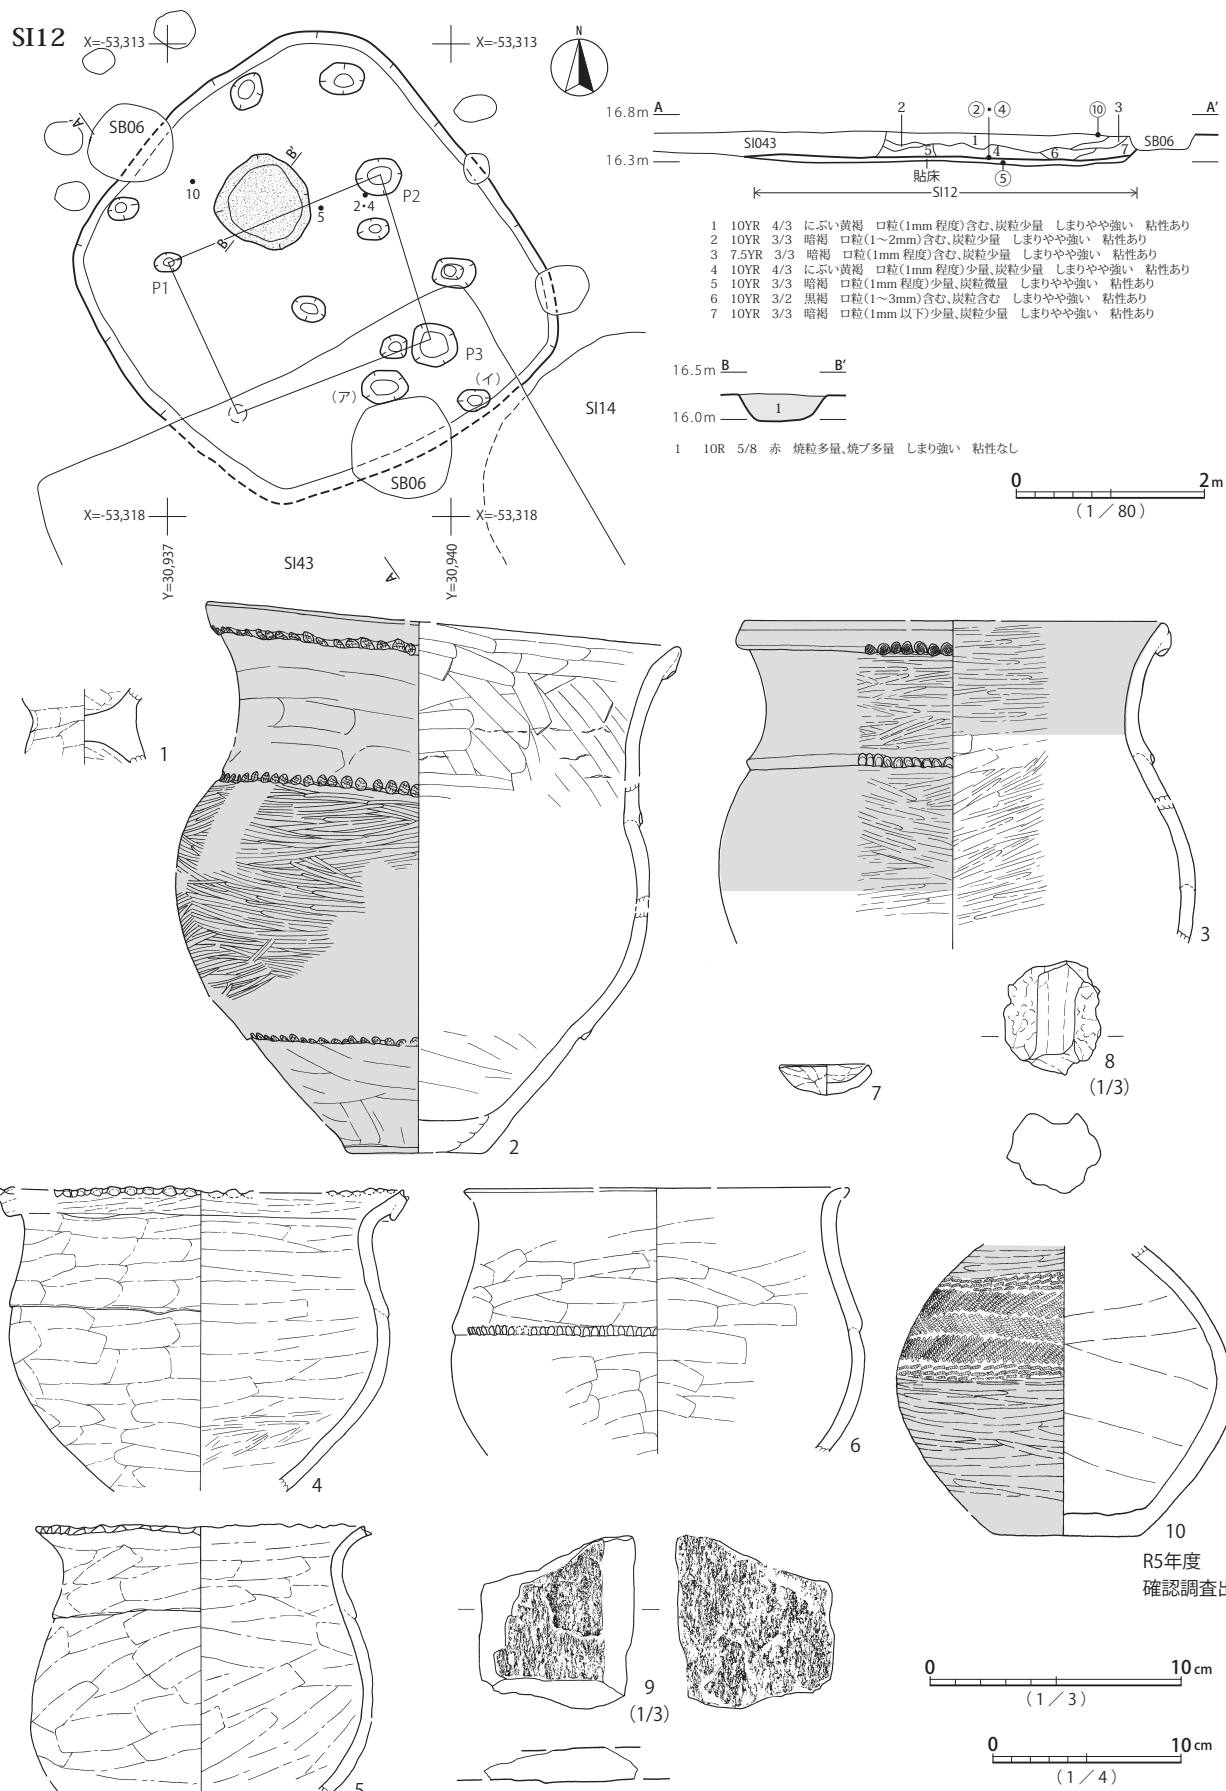 SI12
X=-53,313
X=-53,313
N
SB06
A
B'
B
10
5
2・4
P2
P1
P3
(ア)
(イ)
SI14
SB06
X=-53,318
X=-53,318
Y=30,937
Y=30,940
SI43
A'
16.8m A
2
②・④
⑩
3
A'
SI043
1
SB06
16.3m
5
4
6
7
貼床
⑤
SI12
1 10YR 4/3 にぶい黄褐 ロ粒(1mm 程度)含む、炭粒少量 しまりやや強い 粘性あり
2 10YR 3/3 暗褐 ロ粒(1〜2mm)含む、炭粒少量 しまりやや強い 粘性あり
3 7.5YR 3/3 暗褐 ロ粒(1mm 程度)含む、炭粒少量 しまりやや強い 粘性あり
4 10YR 4/3 にぶい黄褐 ロ粒(1mm 程度)少量、炭粒少量 しまりやや強い 粘性あり
5 10YR 3/3 暗褐 ロ粒(1mm 程度)少量、炭粒微量 しまりやや強い 粘性あり
6 10YR 3/2 黒褐 ロ粒(1〜3mm)含む、炭粒含む しまりやや強い 粘性あり
7 10YR 3/3 暗褐 ロ粒(1mm 以下)少量、炭粒少量 しまりやや強い 粘性あり
16.5m B
B'
16.0m
1
1 10R 5/8 赤 焼粒多量、焼ブ多量 しまり強い 粘性なし
0 2m
(1/80)
1
2
3
7
8
(1/3)
4
6
10
R5年度
確認調査出
5
9
(1/3)
0 10cm
(1/3)
0 10cm
(1/4)